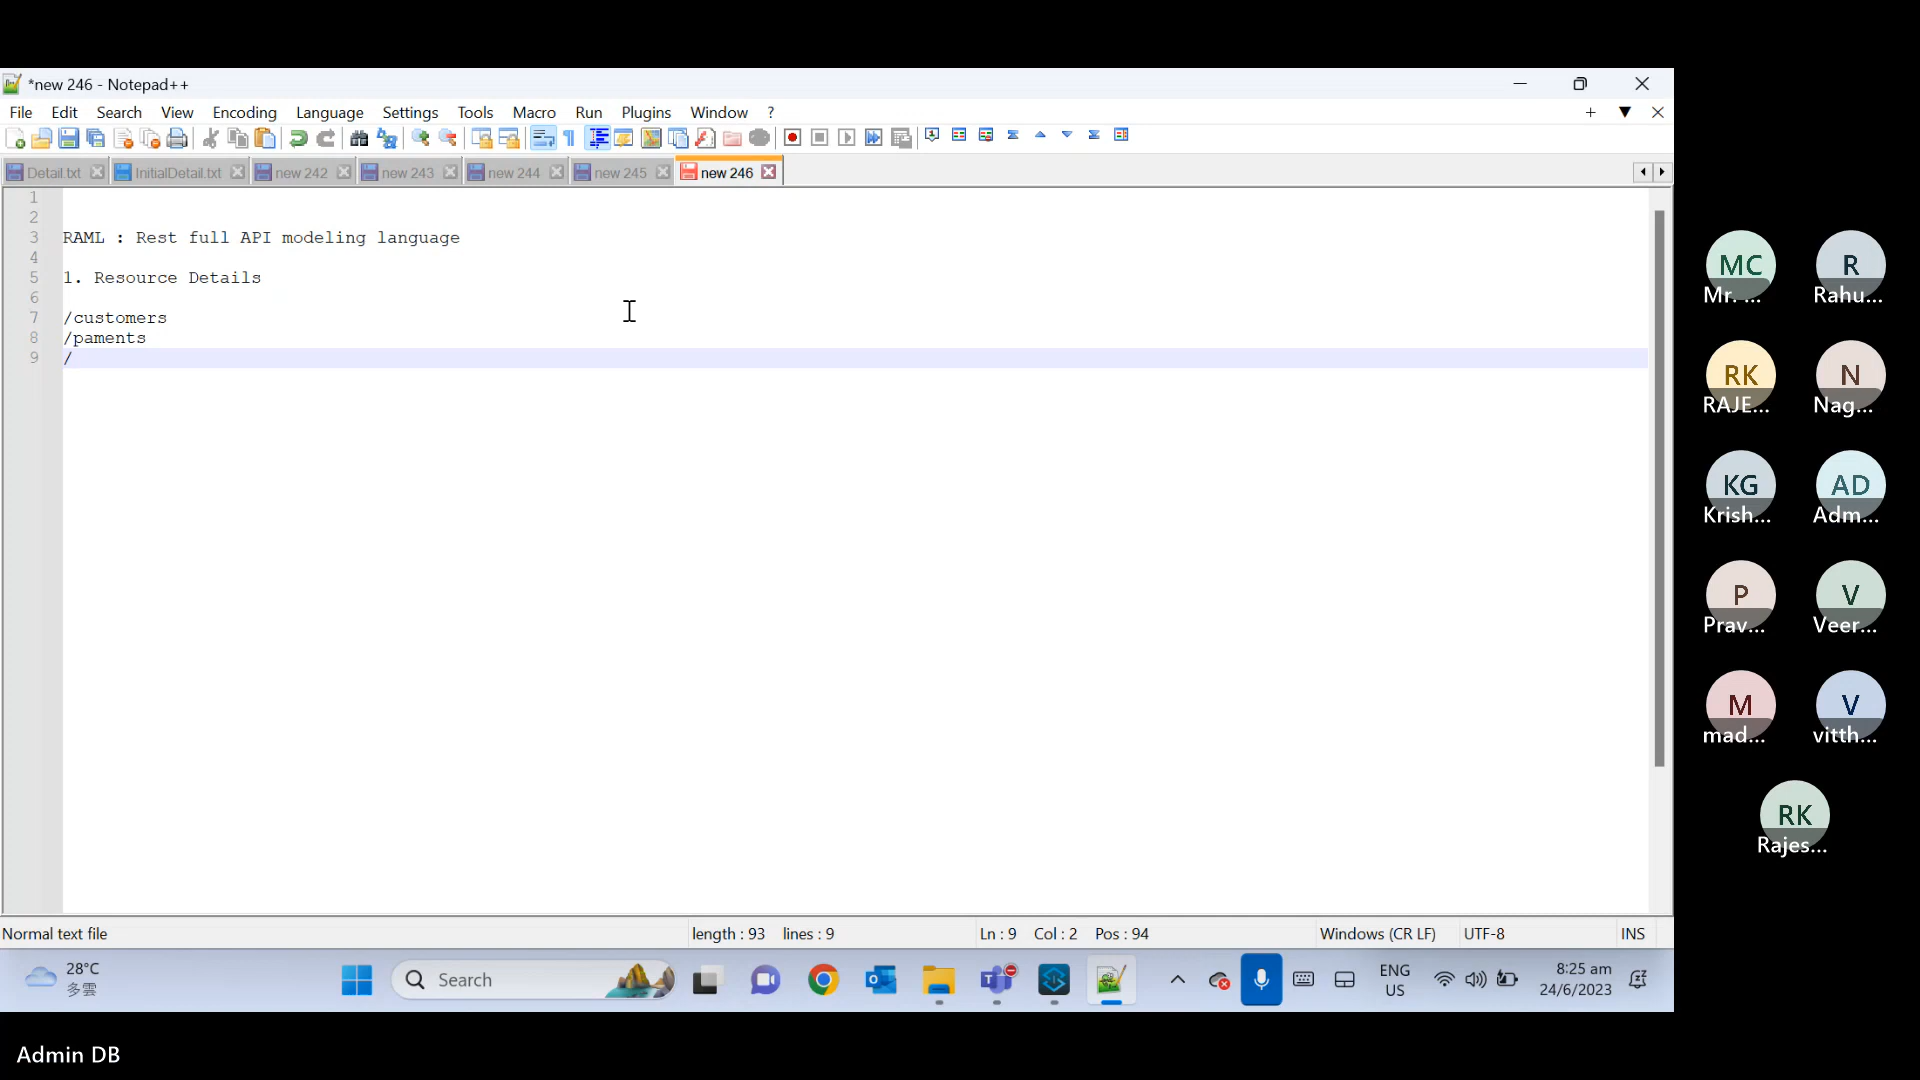 *new 246 - Notepad++
File Edit Search View Encoding Language Settings Tools Macro Run Plugins Window ?
Detail.txt InitialDetail.txt new 242 new 243 new 244 new 245 new 246
1
2
3 RAML : Rest full API modeling language
4
5 1. Resource Details
6
7 /customers
8 /paments
9 /
MC R
Mr. ... Rahu...
RK N
RAJE... Nag...
KG AD
Krish... Adm...
P V
Prav... Veer...
M V
mad... vitth...
RK
Rajes...
Normal text file length : 93 lines : 9 Ln : 9 Col : 2 Pos : 94 Windows (CR LF) UTF-8 INS
28°C
多雲
Search
ENG
US
8:25 am
24/6/2023
Admin DB